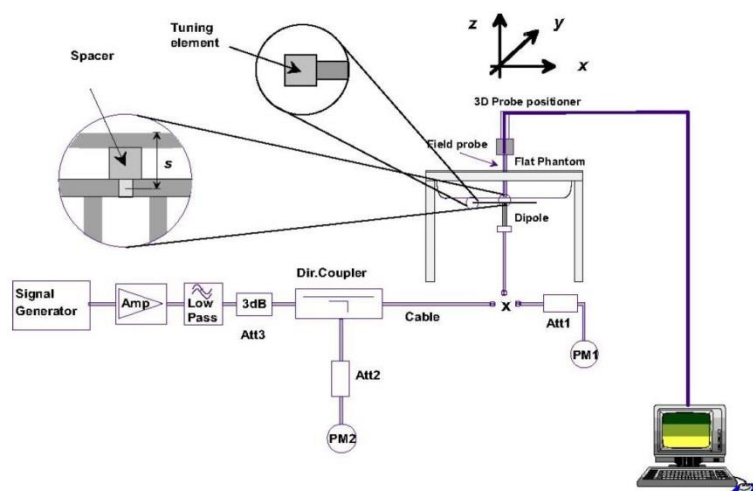 Tuning
element
Spacer
s
z
y
x
3D Probe positioner
Field probe
Flat Phantom
Dipole
Dir.Coupler
Signal
Generator
Amp
Low
Pass
3dB
Att3
Cable
x
Att1
PM1
Att2
PM2